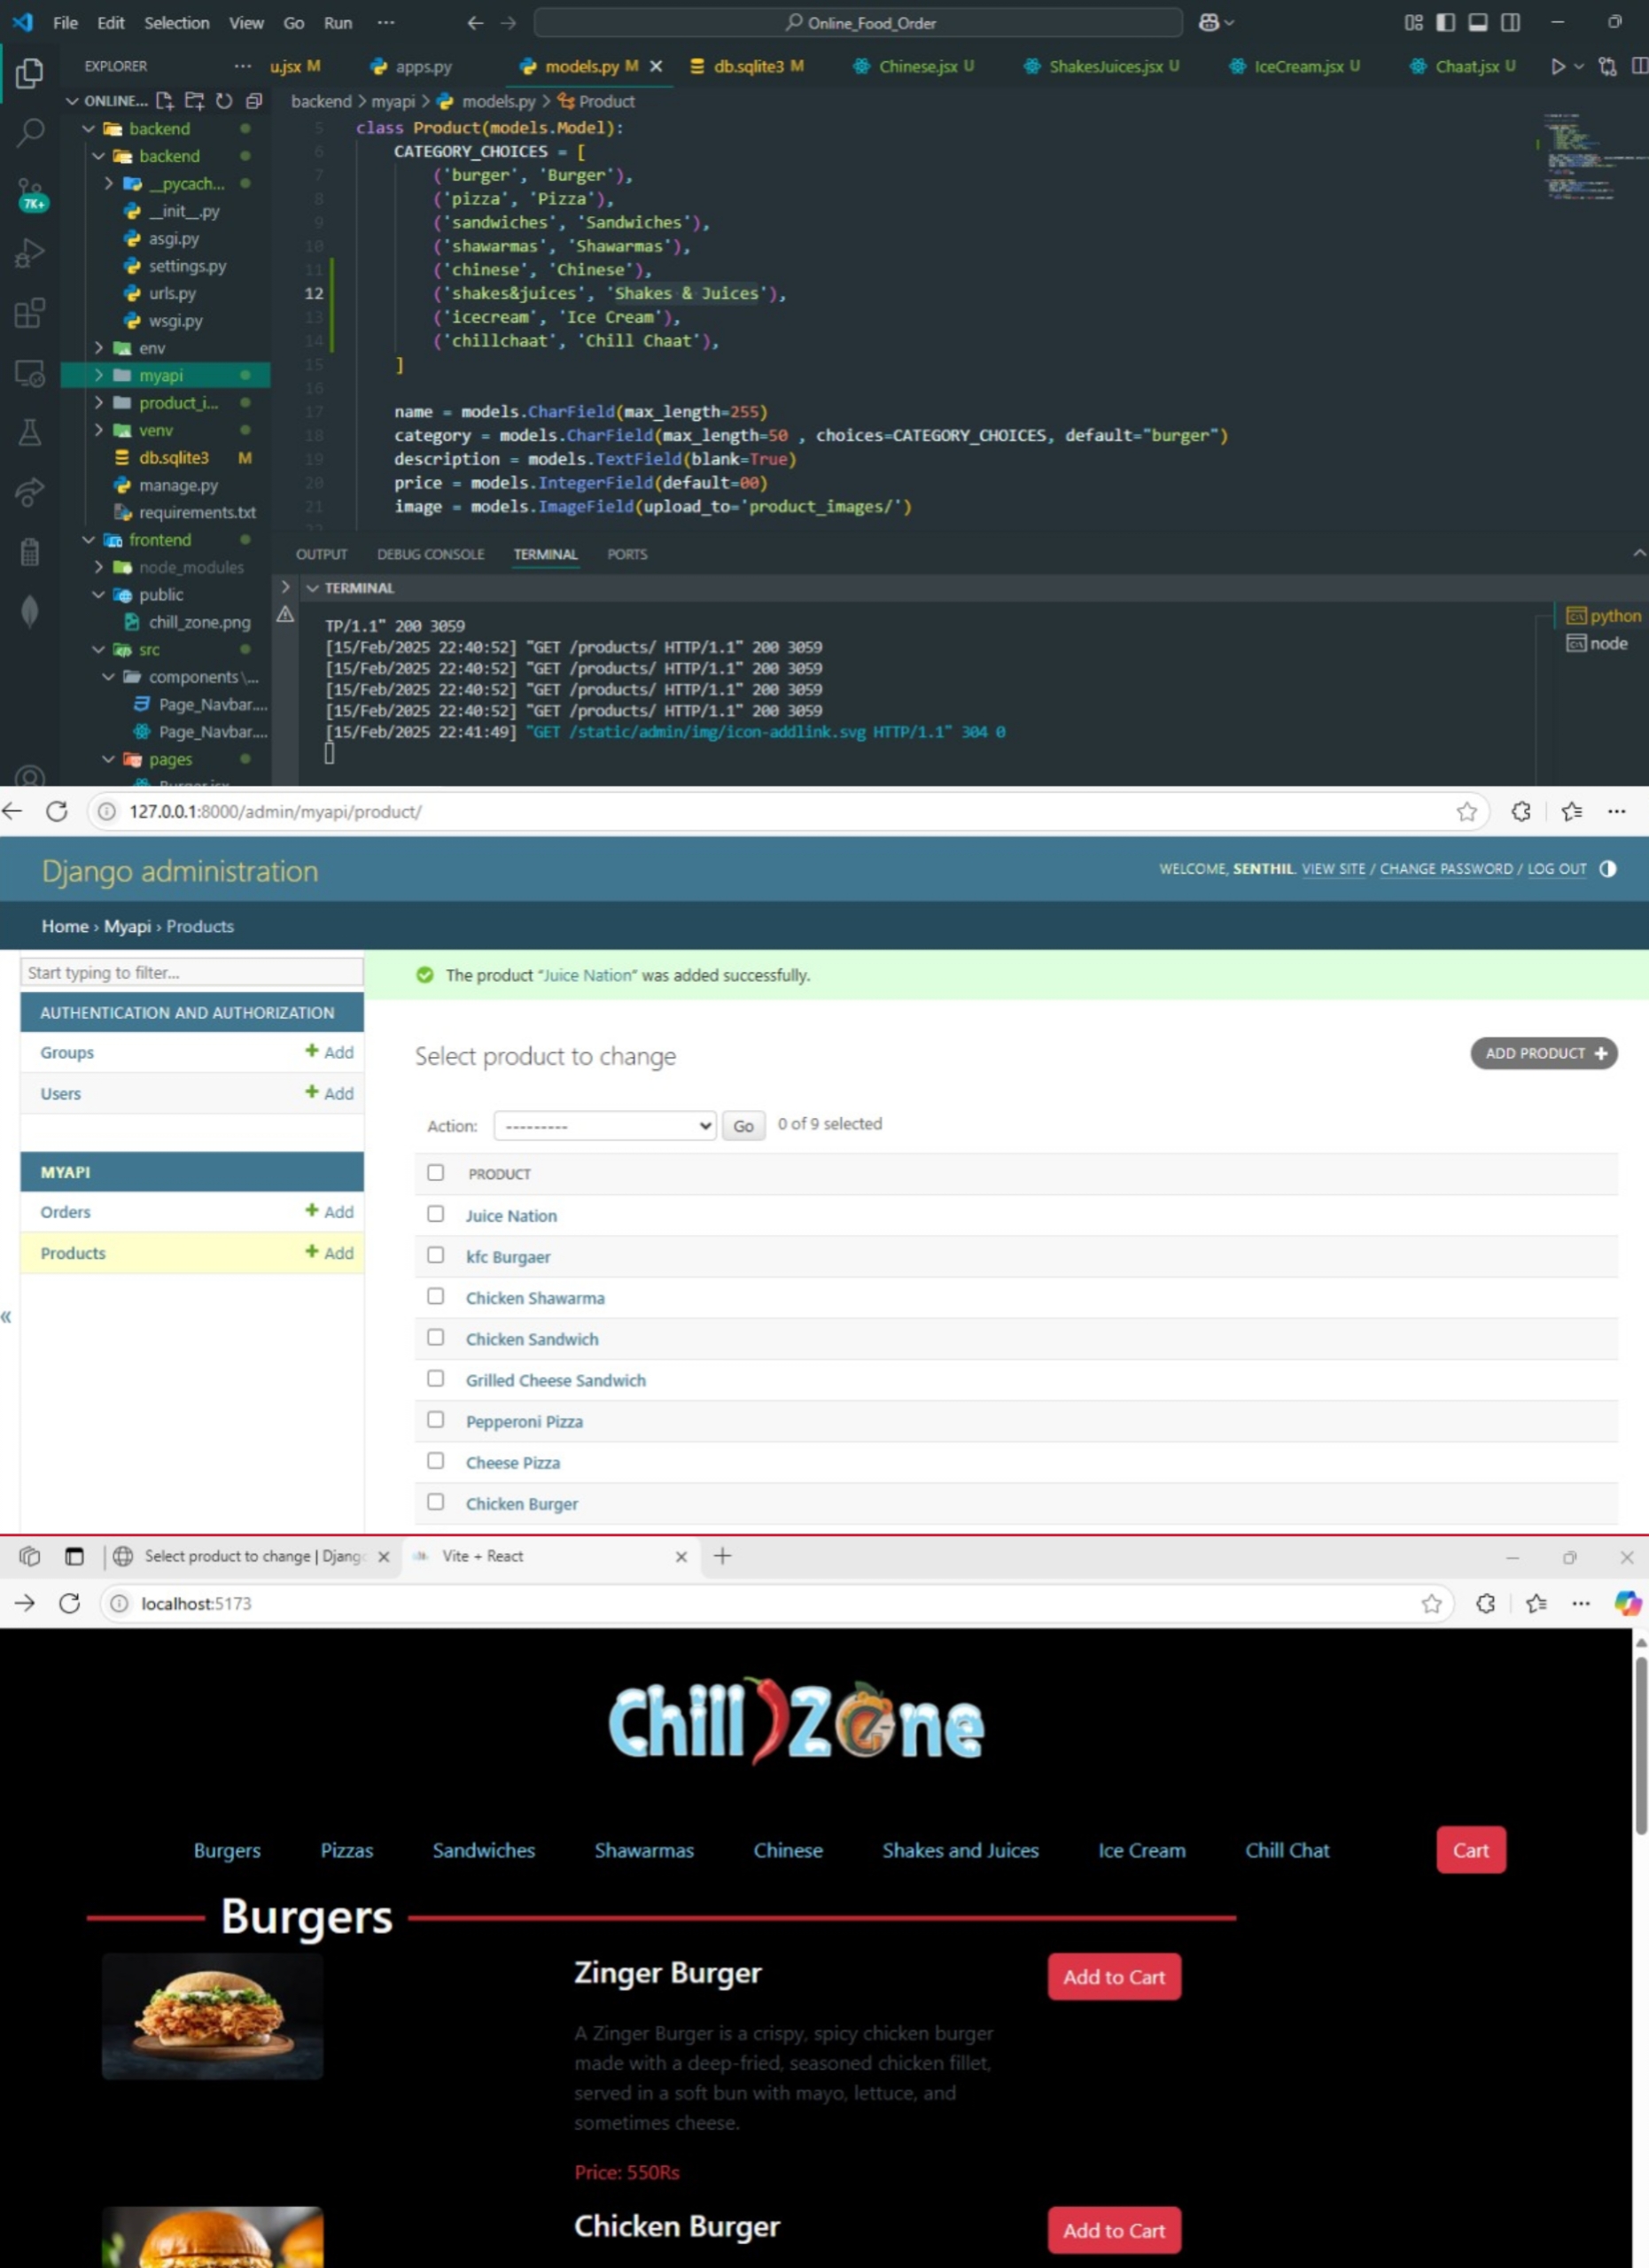 File Edit Selection View Go Run ··· Online_Food_Order
EXPLORER ··· u.jsx M apps.py models.py M db.sqlite3 M Chinese.jsx U ShakesJuices.jsx U IceCream.jsx U Chaat.jsx U
ONLINE...
backend > myapi > models.py > Product
backend
backend
__pycach...
__init__.py
asgi.py
settings.py
urls.py
wsgi.py
env
myapi
product_i...
venv
db.sqlite3 M
manage.py
requirements.txt
frontend
node_modules
public
chill_zone.png
src
components\...
Page_Navbar....
Page_Navbar....
pages
Burger.jsx
7K+
5 class Product(models.Model):
6 CATEGORY_CHOICES = [
7 ('burger', 'Burger'),
8 ('pizza', 'Pizza'),
9 ('sandwiches', 'Sandwiches'),
10 ('shawarmas', 'Shawarmas'),
11 ('chinese', 'Chinese'),
12 ('shakes&juices', 'Shakes & Juices'),
13 ('icecream', 'Ice Cream'),
14 ('chillchaat', 'Chill Chaat'),
15 ]
16
17 name = models.CharField(max_length=255)
18 category = models.CharField(max_length=50 , choices=CATEGORY_CHOICES, default="burger")
19 description = models.TextField(blank=True)
20 price = models.IntegerField(default=00)
21 image = models.ImageField(upload_to='product_images/')
OUTPUT DEBUG CONSOLE TERMINAL PORTS
TERMINAL
TP/1.1" 200 3059
[15/Feb/2025 22:40:52] "GET /products/ HTTP/1.1" 200 3059
[15/Feb/2025 22:40:52] "GET /products/ HTTP/1.1" 200 3059
[15/Feb/2025 22:40:52] "GET /products/ HTTP/1.1" 200 3059
[15/Feb/2025 22:40:52] "GET /products/ HTTP/1.1" 200 3059
[15/Feb/2025 22:41:49] "GET /static/admin/img/icon-addlink.svg HTTP/1.1" 304 0
python
node
127.0.0.1:8000/admin/myapi/product/
Django administration
WELCOME, SENTHIL. VIEW SITE / CHANGE PASSWORD / LOG OUT
Home › Myapi › Products
Start typing to filter...
AUTHENTICATION AND AUTHORIZATION
Groups + Add
Users + Add
MYAPI
Orders + Add
Products + Add
«
The product “Juice Nation” was added successfully.
Select product to change
ADD PRODUCT +
Action: --------- Go 0 of 9 selected
PRODUCT
Juice Nation
kfc Burgaer
Chicken Shawarma
Chicken Sandwich
Grilled Cheese Sandwich
Pepperoni Pizza
Cheese Pizza
Chicken Burger
Select product to change | Djang
Vite + React
localhost:5173
Chill Zone
Burgers Pizzas Sandwiches Shawarmas Chinese Shakes and Juices Ice Cream Chill Chat Cart
Burgers
Zinger Burger
Add to Cart
A Zinger Burger is a crispy, spicy chicken burger
made with a deep-fried, seasoned chicken fillet,
served in a soft bun with mayo, lettuce, and
sometimes cheese.
Price: 550Rs
Chicken Burger
Add to Cart